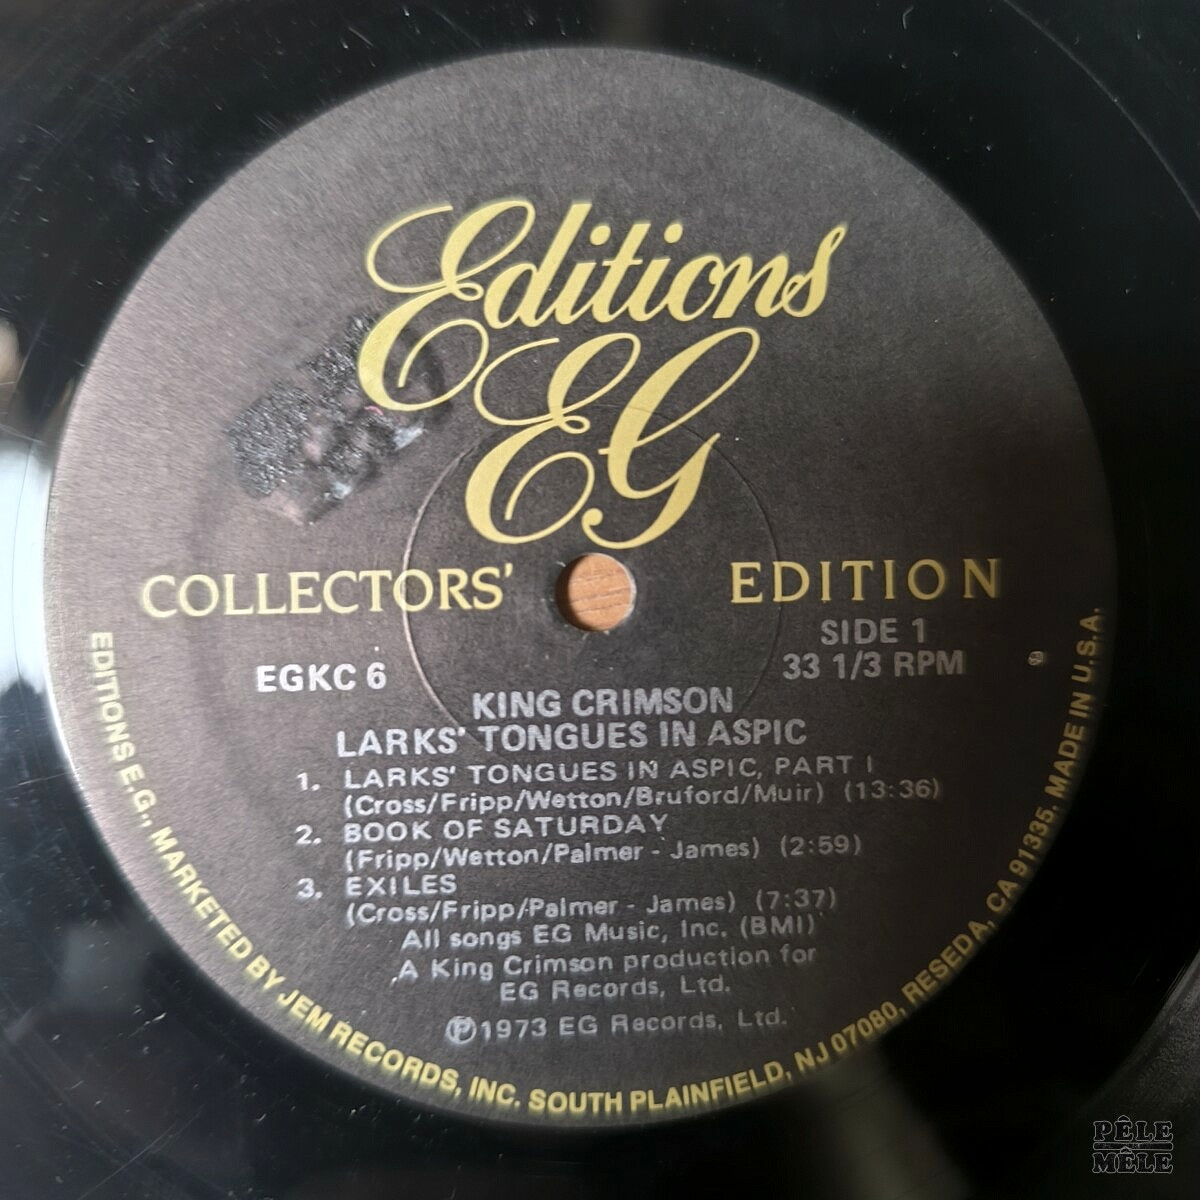 Editions
EG
COLLECTORS' EDITION
SIDE 1
EGKC 6
33 1/3 RPM
KING CRIMSON
LARKS' TONGUES IN ASPIC
1. LARKS' TONGUES IN ASPIC, PART I
(Cross/Fripp/Wetton/Bruford/Muir) (13:36)
2. BOOK OF SATURDAY
(Fripp/Wetton/Palmer - James) (2:59)
3. EXILES
(Cross/Fripp/Palmer - James) (7:37)
All songs EG Music, Inc. (BMI)
A King Crimson production for
EG Records, Ltd.
℗1973 EG Records, Ltd.
EDITIONS E.G., MARKETED BY JEM RECORDS, INC. SOUTH PLAINFIELD, NJ 07080, RESEDA, CA 91335. MADE IN U.S.A.
PÊLE
MÊLE